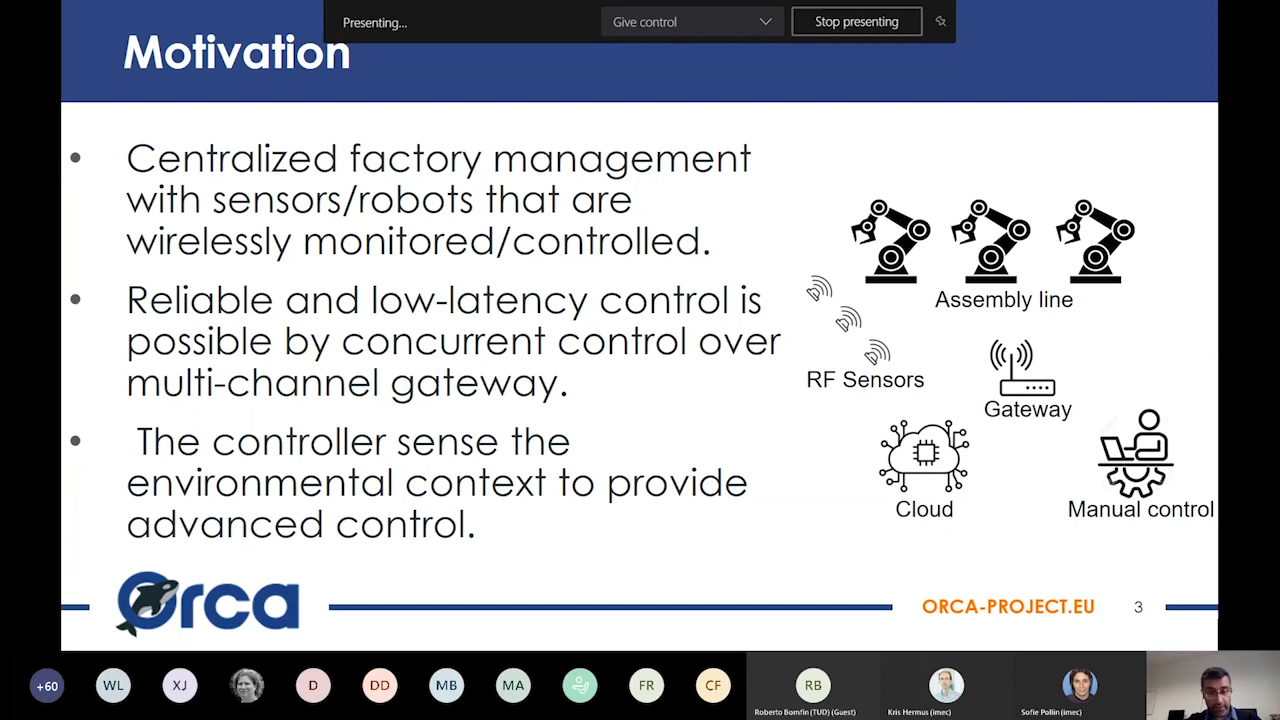 Presenting...
Give control
Stop presenting
Motivation
• Centralized factory management
with sensors/robots that are
wirelessly monitored/controlled.
• Reliable and low-latency control is
possible by concurrent control over
multi-channel gateway.
• The controller sense the
environmental context to provide
advanced control.
Assembly line
RF Sensors
Gateway
Cloud
Manual control
Orca
ORCA-PROJECT.EU
3
+60
WL
XJ
D
DD
MB
MA
FR
CF
RB
Roberto Bomfin (TUD) (Guest)
Kris Hermus (imec)
Sofie Pollin (imec)